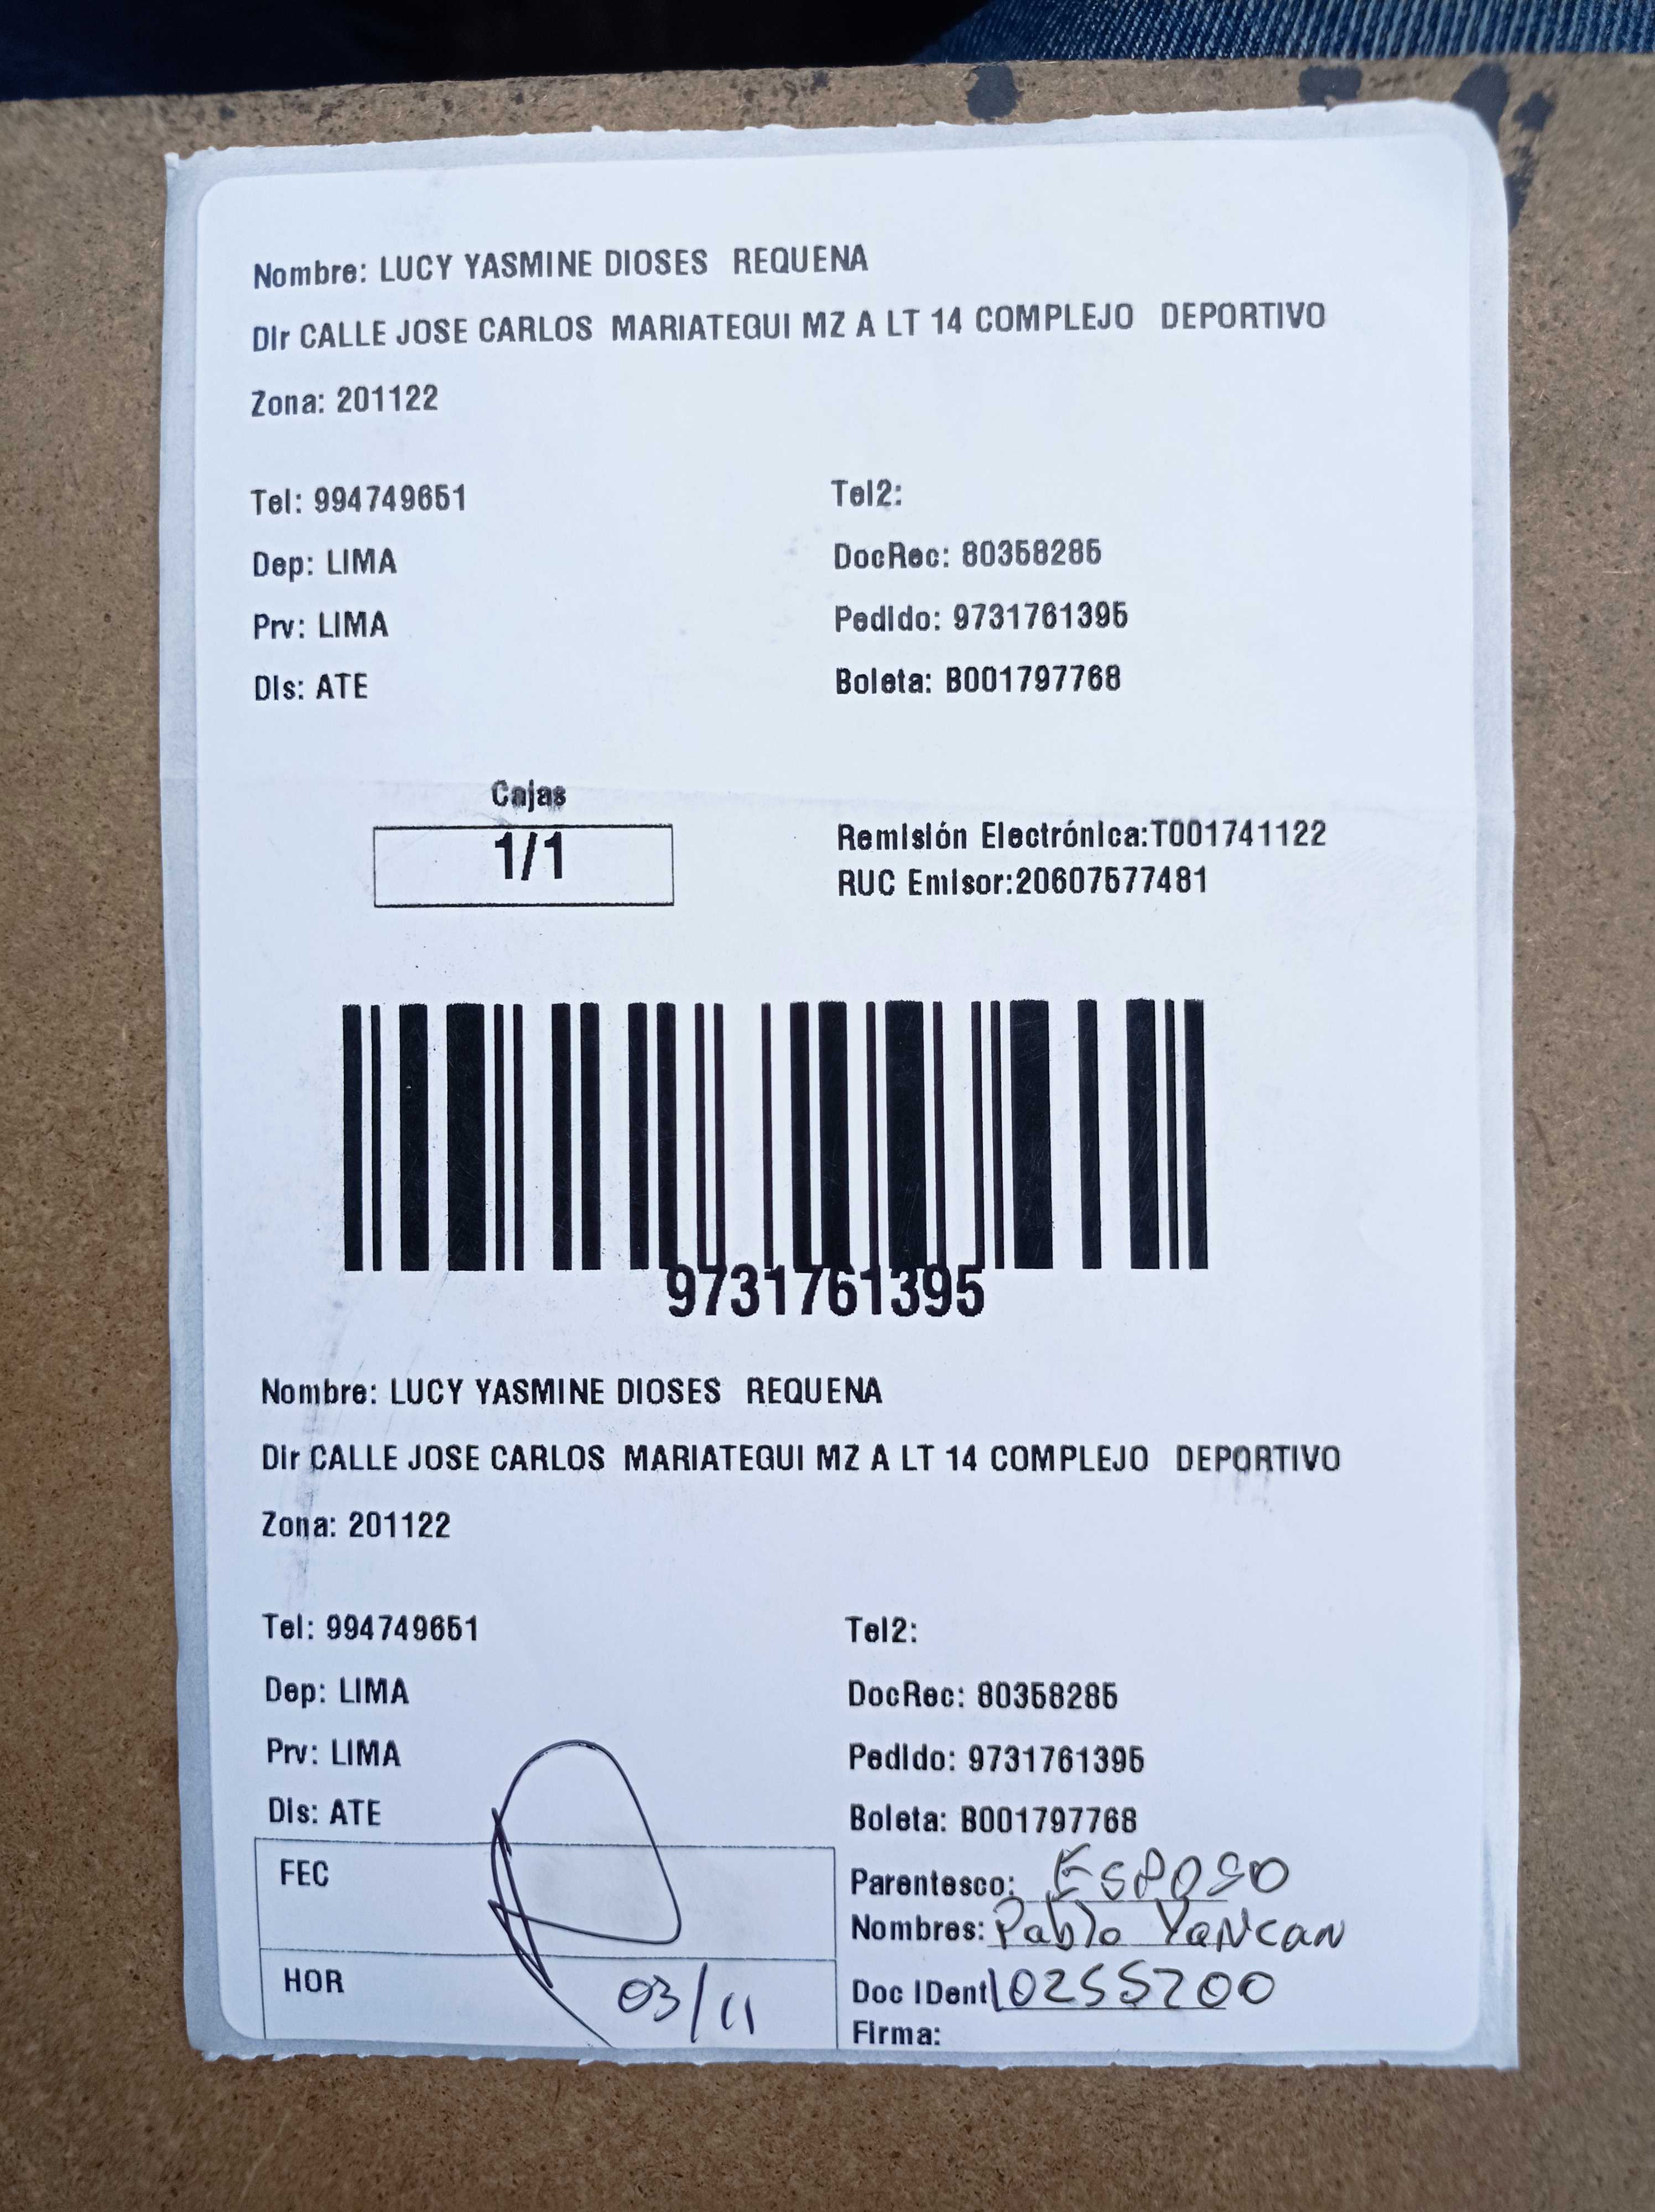 Nombre: LUCY YASMINE DIOSES REQUENA
Dir CALLE JOSE CARLOS MARIATEGUI MZ A LT 14 COMPLEJO DEPORTIVO
Zona: 201122
Tel: 994749651
Tel2:
Dep: LIMA
DocRec: 80358285
Prv: LIMA
Pedido: 9731761395
Dis: ATE
Boleta: B001797768
Cajas
1/1
Remisión Electrónica:T001741122
RUC Emisor:20607577481
9731761395
Nombre: LUCY YASMINE DIOSES REQUENA
Dir CALLE JOSE CARLOS MARIATEGUI MZ A LT 14 COMPLEJO DEPORTIVO
Zona: 201122
Tel: 994749651
Tel2:
Dep: LIMA
DocRec: 80358285
Prv: LIMA
Pedido: 9731761395
Dis: ATE
Boleta: B001797768
FEC
Parentesco: ESPOSO
Nombres: Pablo YaNcaN
HOR
03/11
Doc IDent 10255200
Firma: